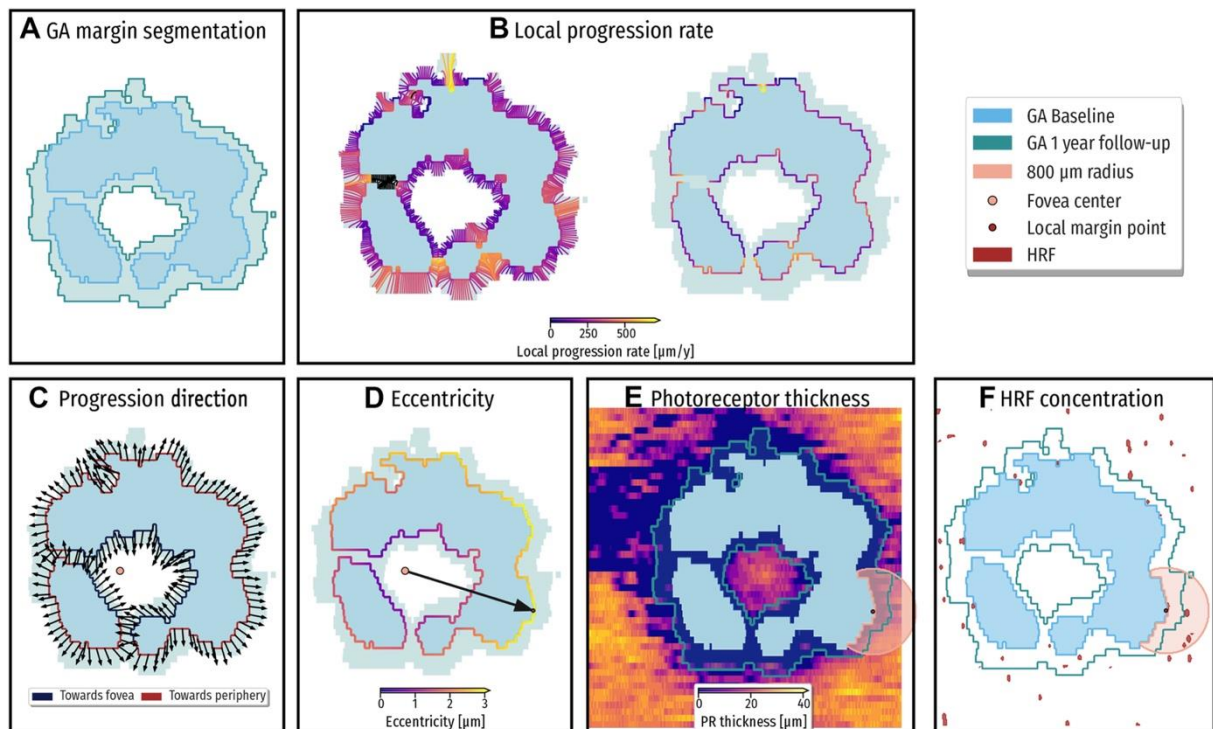 A GA margin segmentation
B Local progression rate
0 250 500
Local progression rate [µm/y]
GA Baseline
GA 1 year follow-up
800 µm radius
Fovea center
Local margin point
HRF
C Progression direction
Towards fovea Towards periphery
D Eccentricity
0 1 2 3
Eccentricity [µm]
E Photoreceptor thickness
0 20 40
PR thickness [µm]
F HRF concentration